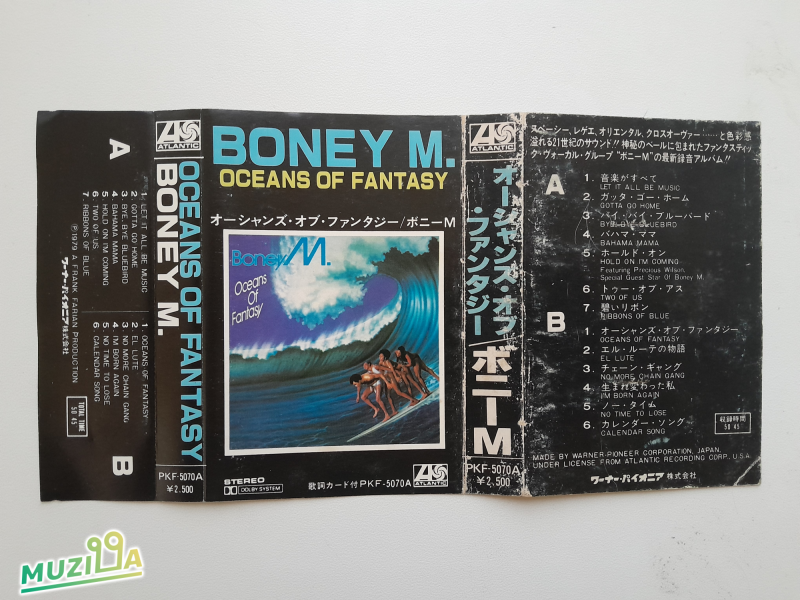 A
1. LET IT ALL BE MUSIC
2. GOTTA GO HOME
3. BYE BYE BLUEBIRD
4. BAHAMA MAMA
5. HOLD ON I'M COMING
6. TWO OF US
7. RIBBONS OF BLUE
1. OCEANS OF FANTASY
2. EL LUTE
3. NO MORE CHAIN GANG
4. I'M BORN AGAIN
5. NO TIME TO LOSE
6. CALENDAR SONG
B
Ⓟ1979 A FRANK FARIAN PRODUCTION
ワーナー・パイオニア株式会社
TOTAL TIME
50 45
ATLANTIC
OCEANS OF FANTASY
BONEY M.
PKF-5070A
¥2,500
ATLANTIC
BONEY M.
OCEANS OF FANTASY
オーシャンズ・オブ・ファンタジー/ボニーM
Boney M.
Oceans
Of
Fantasy
STEREO
DOLBY SYSTEM
歌詞カード付PKF-5070A
ATLANTIC
ATLANTIC
オーシャンズ・オブ
・ファンタジー/ボニーM
PKF-5070A
¥2,500
スペーシー、レゲエ、オリエンタル、クロスオーヴァー……と色彩感
溢れる21世紀のサウンド!! 神秘のベールに包まれたファンタスティッ
ク・ヴォーカル・グループ "ボニーM"の最新録音アルバム!!
A
1. 音楽がすべて
LET IT ALL BE MUSIC
2. ガッタ・ゴー・ホーム
GOTTA GO HOME
3. バイ・バイ・ブルーバード
BYE BYE BLUEBIRD
4. バハマ・ママ
BAHAMA MAMA
5. ホールド・オン
HOLD ON I'M COMING
Featuring Precious Wilson.
Special Guest Star Of Boney M.
6. トゥー・オブ・アス
TWO OF US
7. 碧いリボン
RIBBONS OF BLUE
B
1. オーシャンズ・オブ・ファンタジー
OCEANS OF FANTASY
2. エル・ルーテの物語
EL LUTE
3. チェーン・ギャング
NO MORE CHAIN GANG
4. 生まれ変わった私
I'M BORN AGAIN
5. ノー・タイム
NO TIME TO LOSE
6. カレンダー・ソング
CALENDAR SONG
収録時間
50 45
MADE BY WARNER-PIONEER CORPORATION, JAPAN.
UNDER LICENSE FROM ATLANTIC RECORDING CORP., U.S.A.
ワーナー・パイオニア 株式会社
MUZILLA